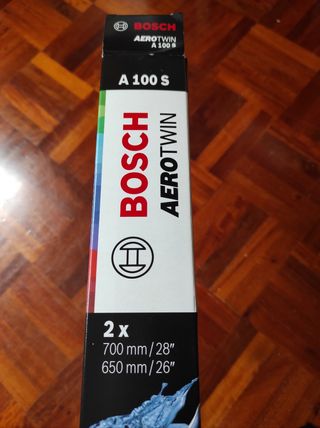 BOSCH
AEROTWIN
A 100 S
A 100 S
BOSCH
AEROTWIN
2 x
700 mm/28"
650 mm/26"